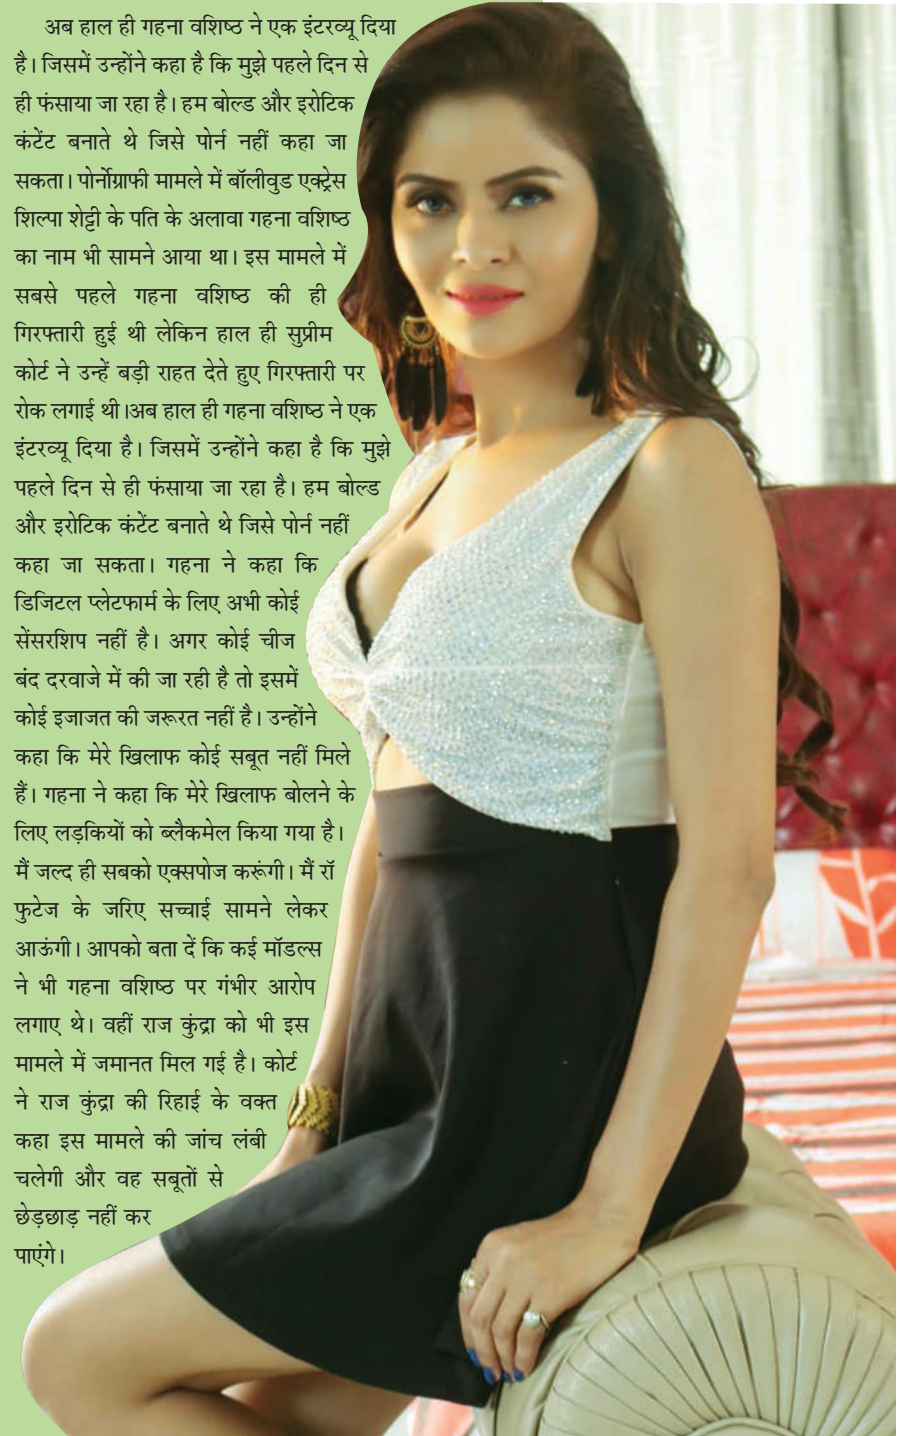 अब हाल ही गहना वशिष्ठ ने एक इंटरव्यू दिया
है। जिसमें उन्होंने कहा है कि मुझे पहले दिन से
ही फंसाया जा रहा है। हम बोल्ड और इरोटिक
कंटेंट बनाते थे जिसे पोर्न नहीं कहा जा
सकता। पोर्नोग्राफी मामले में बॉलीवुड एक्ट्रेस
शिल्पा शेट्टी के पति के अलावा गहना वशिष्ठ
का नाम भी सामने आया था। इस मामले में
सबसे पहले गहना वशिष्ठ की ही
गिरफ्तारी हुई थी लेकिन हाल ही सुप्रीम
कोर्ट ने उन्हें बड़ी राहत देते हुए गिरफ्तारी पर
रोक लगाई थी।अब हाल ही गहना वशिष्ठ ने एक
इंटरव्यू दिया है। जिसमें उन्होंने कहा है कि मुझे
पहले दिन से ही फंसाया जा रहा है। हम बोल्ड
और इरोटिक कंटेंट बनाते थे जिसे पोर्न नहीं
कहा जा सकता। गहना ने कहा कि
डिजिटल प्लेटफार्म के लिए अभी कोई
सेंसरशिप नहीं है। अगर कोई चीज
बंद दरवाजे में की जा रही है तो इसमें
कोई इजाजत की जरूरत नहीं है। उन्होंने
कहा कि मेरे खिलाफ कोई सबूत नहीं मिले
हैं। गहना ने कहा कि मेरे खिलाफ बोलने के
लिए लड़कियों को ब्लैकमेल किया गया है।
मैं जल्द ही सबको एक्सपोज करूंगी। मैं रॉ
फुटेज के जरिए सच्चाई सामने लेकर
आऊंगी। आपको बता दें कि कई मॉडल्स
ने भी गहना वशिष्ठ पर गंभीर आरोप
लगाए थे। वहीं राज कुंद्रा को भी इस
मामले में जमानत मिल गई है। कोर्ट
ने राज कुंद्रा की रिहाई के वक्त
कहा इस मामले की जांच लंबी
चलेगी और वह सबूतों से
छेड़छाड़ नहीं कर
पाएंगे।